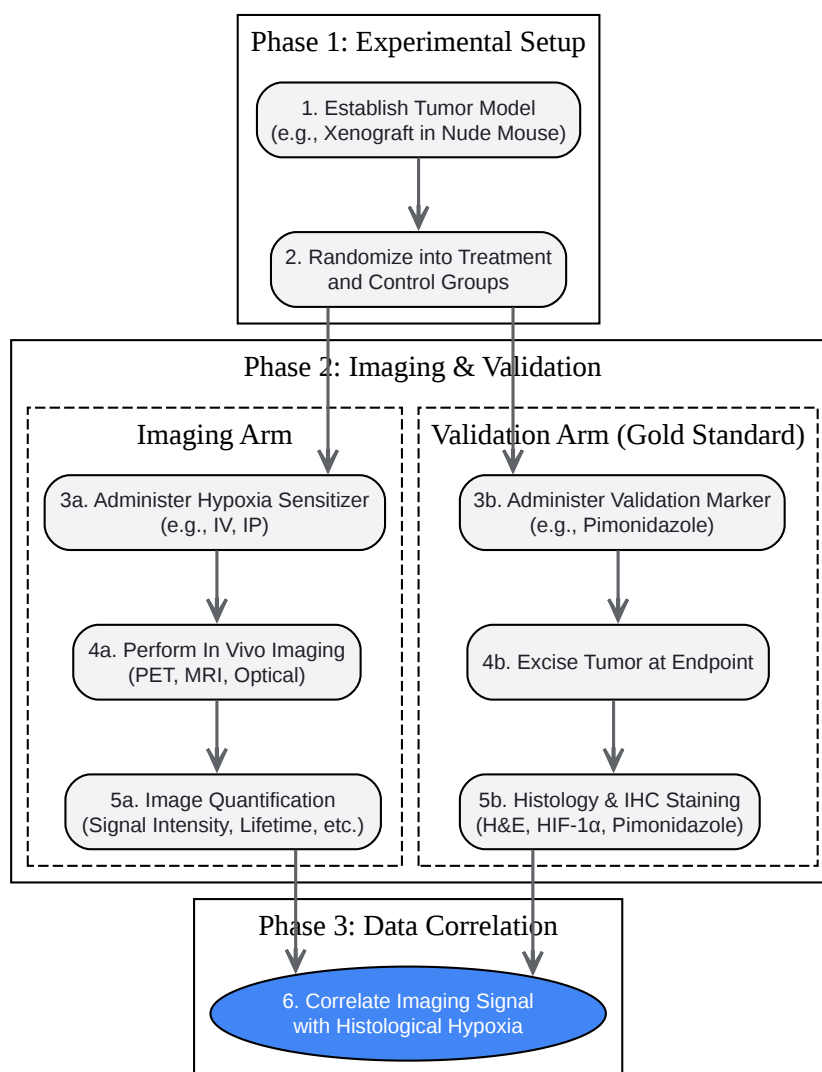 Phase 1: Experimental Setup
1. Establish Tumor Model
(e.g., Xenograft in Nude Mouse)
2. Randomize into Treatment
and Control Groups
Phase 2: Imaging & Validation
Imaging Arm
3a. Administer Hypoxia Sensitizer
(e.g., IV, IP)
4a. Perform In Vivo Imaging
(PET, MRI, Optical)
5a. Image Quantification
(Signal Intensity, Lifetime, etc.)
Validation Arm (Gold Standard)
3b. Administer Validation Marker
(e.g., Pimonidazole)
4b. Excise Tumor at Endpoint
5b. Histology & IHC Staining
(H&E, HIF-1α, Pimonidazole)
Phase 3: Data Correlation
6. Correlate Imaging Signal
with Histological Hypoxia